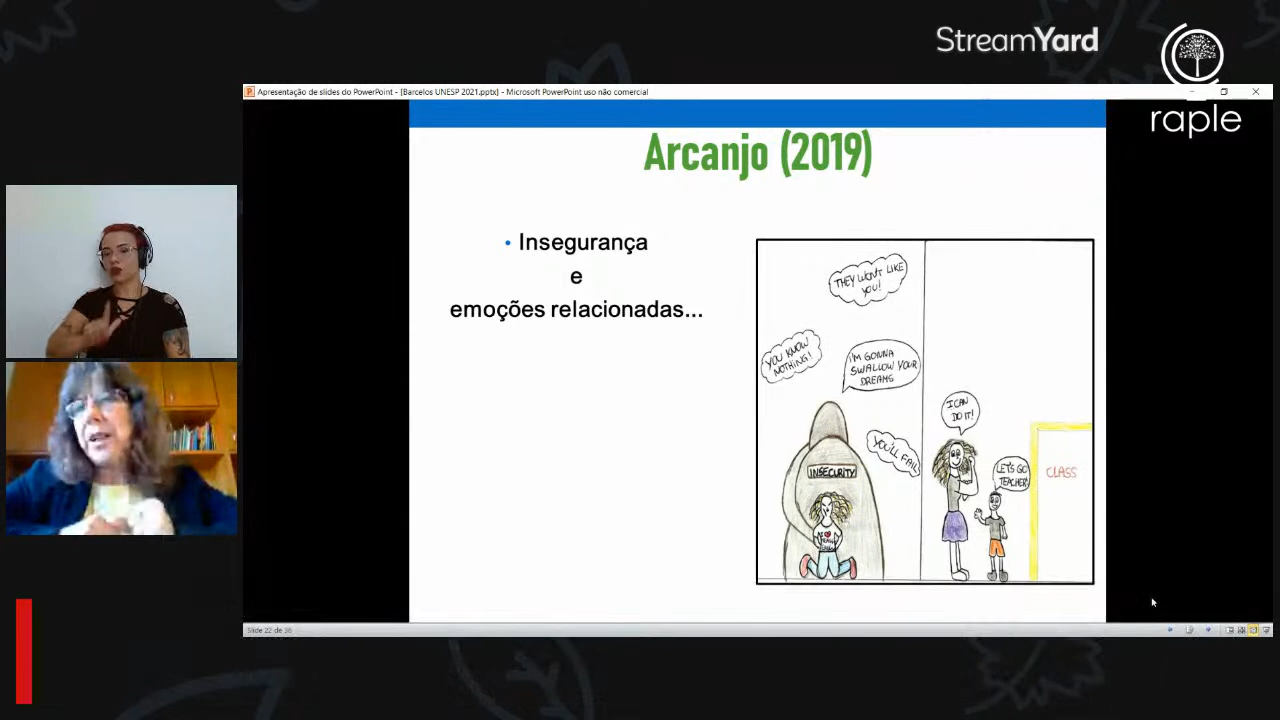 StreamYard
raple
Apresentação de slides do PowerPoint - [Barcelos UNESP 2021.pptx] - Microsoft PowerPoint uso não comercial
Arcanjo (2019)
• Insegurança
e
emoções relacionadas...
THEY WON'T LIKE
YOU!
YOU KNOW
NOTHING!
I'M GONNA
SWALLOW YOUR
DREAMS
YOU'LL FAIL
INSECURITY
I
I CAN
DO IT!
LET'S GO
TEACHER!
CLASS
Slide 22 de 36